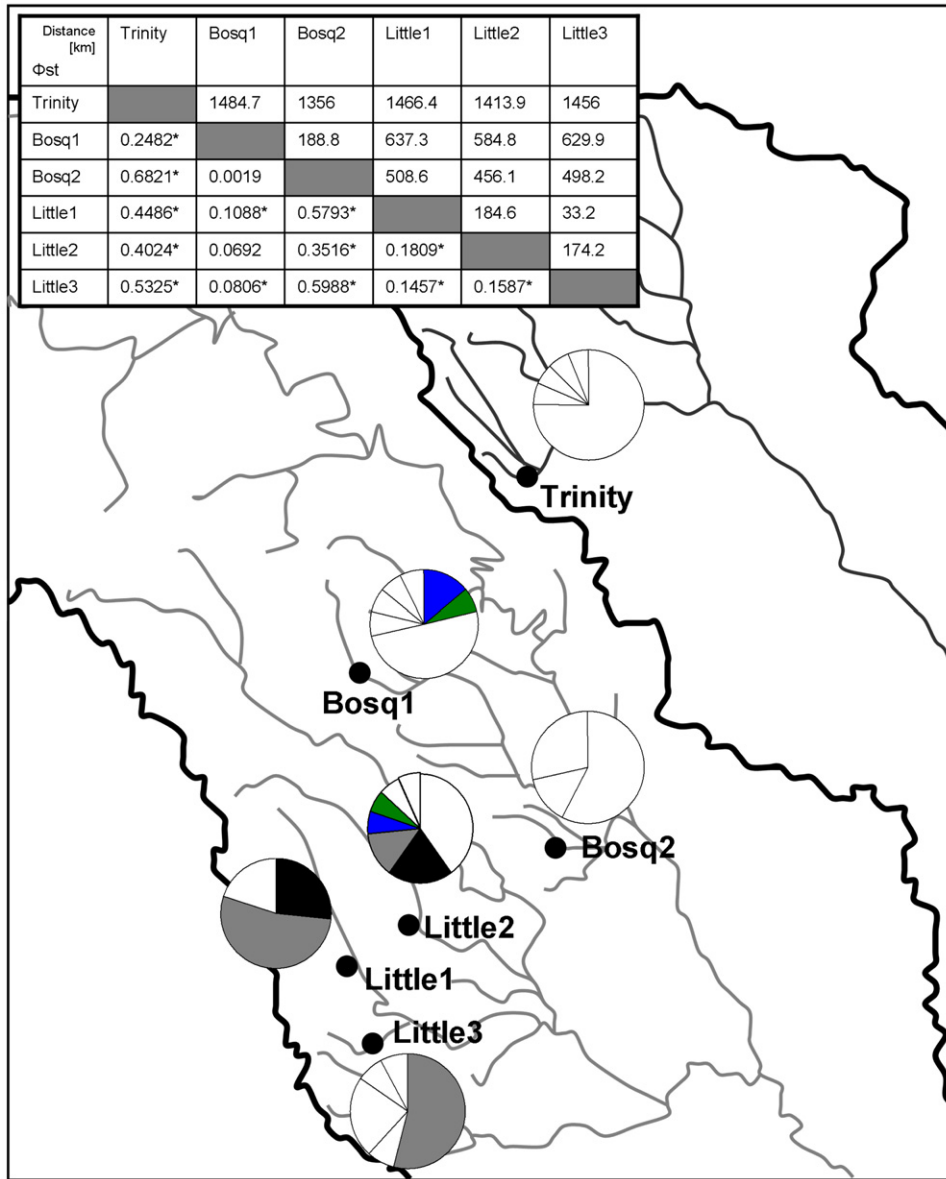 Distance [km] Φst Trinity Bosq1 Bosq2 Little1 Little2 Little3
Trinity 1484.7 1356 1466.4 1413.9 1456
Bosq1 0.2482* 188.8 637.3 584.8 629.9
Bosq2 0.6821* 0.0019 508.6 456.1 498.2
Little1 0.4486* 0.1088* 0.5793* 184.6 33.2
Little2 0.4024* 0.0692 0.3516* 0.1809* 174.2
Little3 0.5325* 0.0806* 0.5988* 0.1457* 0.1587*
Trinity
Bosq1
Bosq2
Little2
Little1
Little3